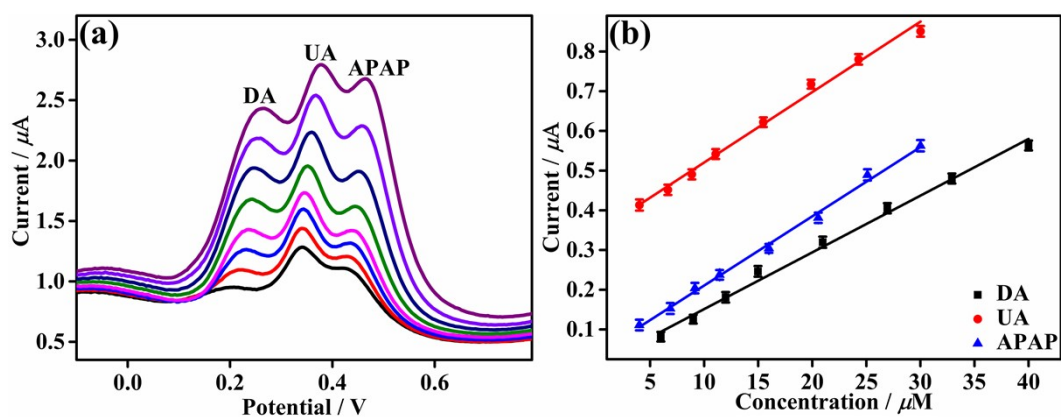 (a)
3.0
2.5
2.0
1.5
1.0
0.5
Current / μA
DA
UA
APAP
0.0 0.2 0.4 0.6
Potential / V
(b)
0.8
0.7
0.6
0.5
0.4
0.3
0.2
0.1
Current / μA
DA
UA
APAP
5 10 15 20 25 30 35 40
Concentration / μM